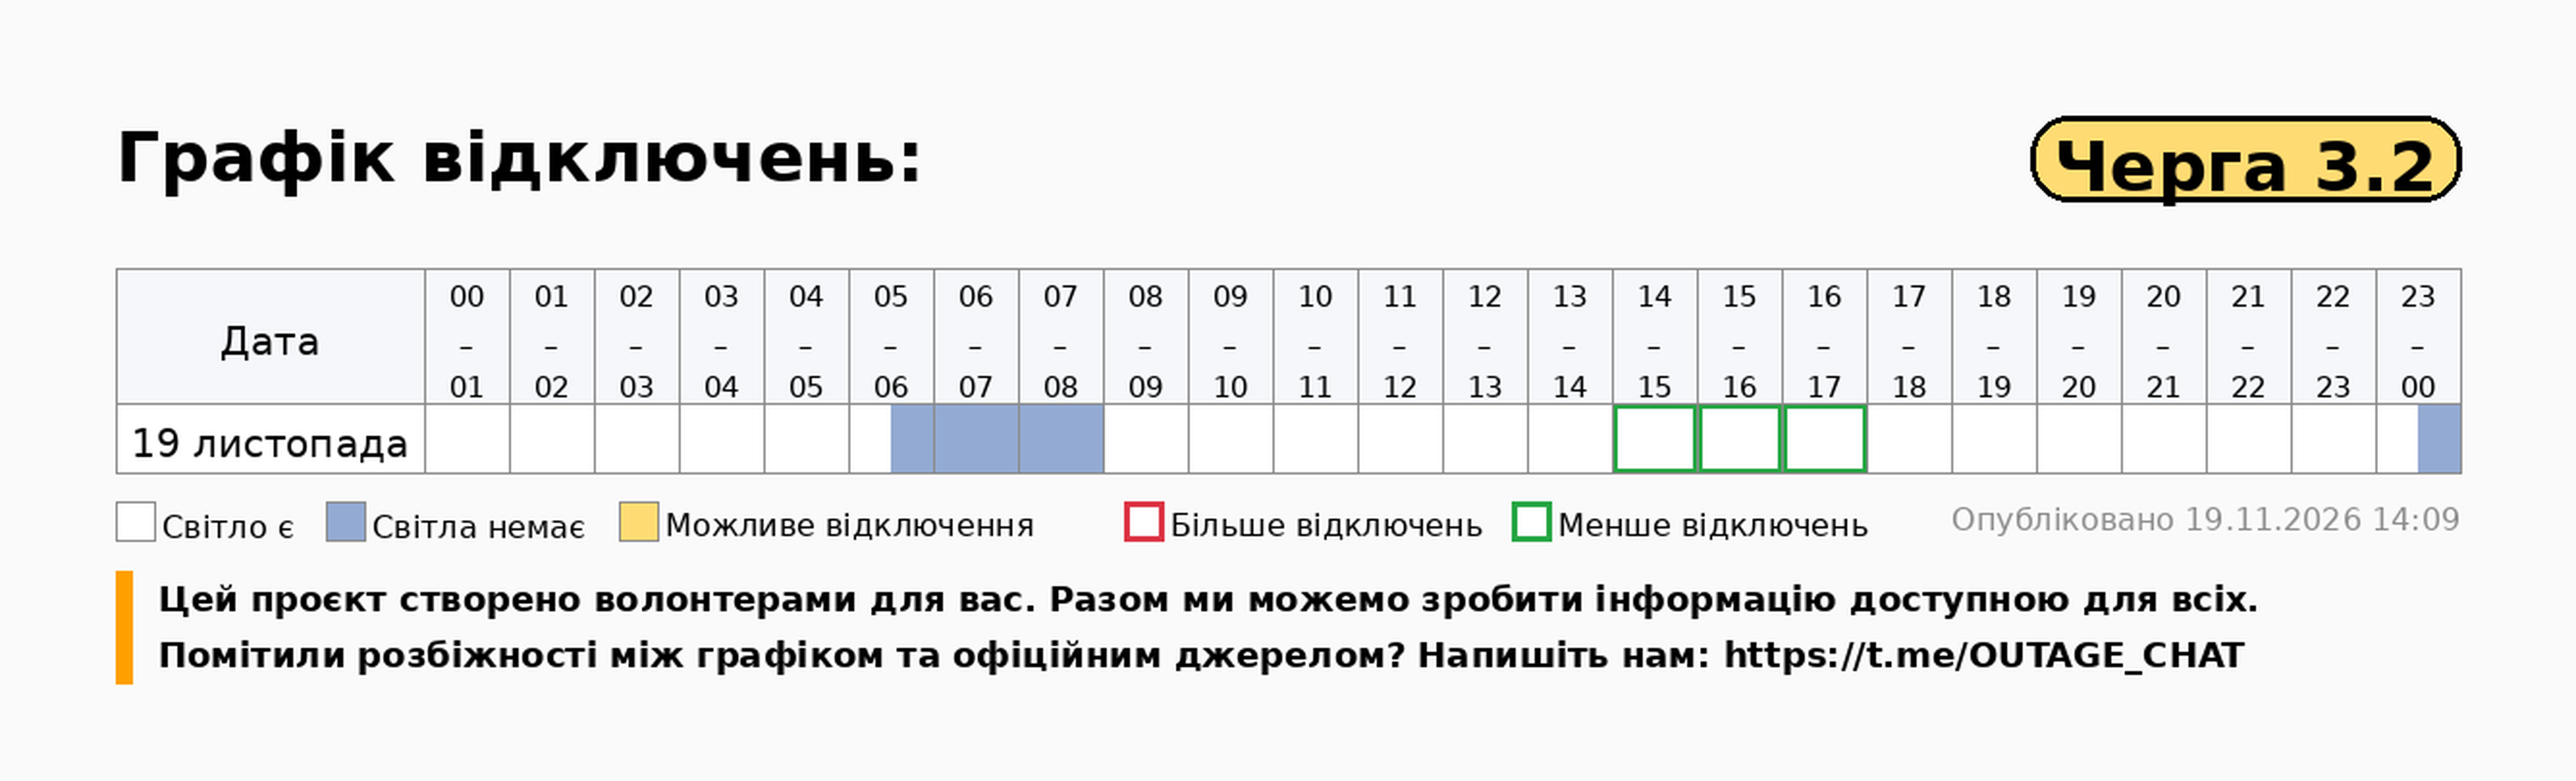 Графік відключень:
Черга 3.2
Дата
00 – 01
01 – 02
02 – 03
03 – 04
04 – 05
05 – 06
06 – 07
07 – 08
08 – 09
09 – 10
10 – 11
11 – 12
12 – 13
13 – 14
14 – 15
15 – 16
16 – 17
17 – 18
18 – 19
19 – 20
20 – 21
21 – 22
22 – 23
23 – 00
19 листопада
Світло є
Світла немає
Можливе відключення
Більше відключень
Менше відключень
Опубліковано 19.11.2026 14:09
Цей проєкт створено волонтерами для вас. Разом ми можемо зробити інформацію доступною для всіх.
Помітили розбіжності між графіком та офіційним джерелом? Напишіть нам: https://t.me/OUTAGE_CHAT